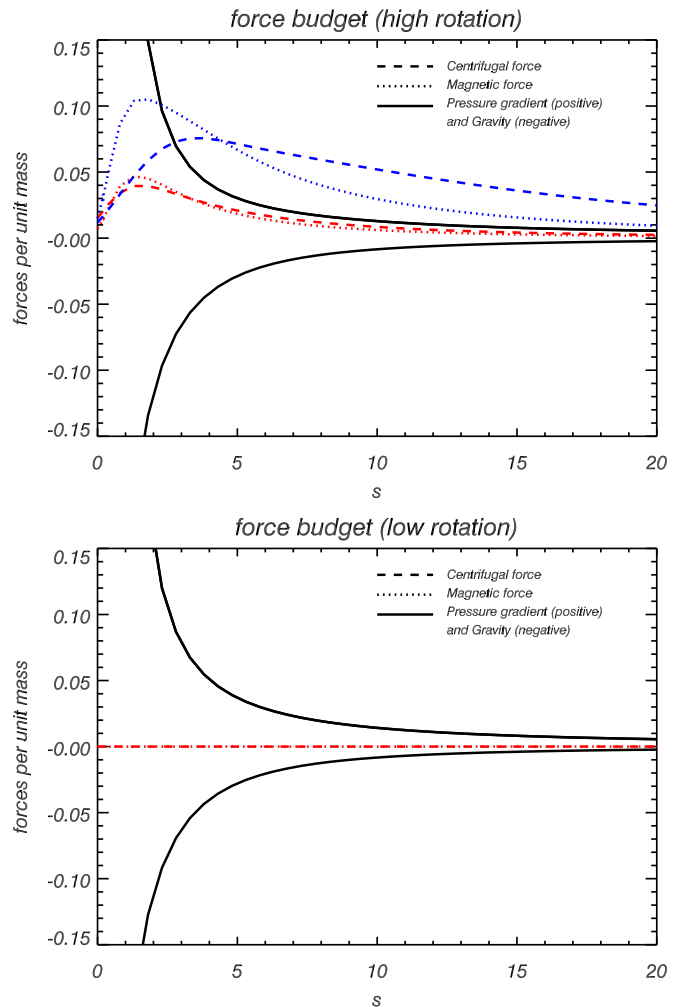 force budget (high rotation)
0.15
0.10
0.05
-0.00
-0.05
-0.10
-0.15
forces per unit mass
Centrifugal force
Magnetic force
Pressure gradient (positive)
and Gravity (negative)
0 5 10 15 20
s
force budget (low rotation)
0.15
0.10
0.05
-0.00
-0.05
-0.10
-0.15
forces per unit mass
Centrifugal force
Magnetic force
Pressure gradient (positive)
and Gravity (negative)
0 5 10 15 20
s